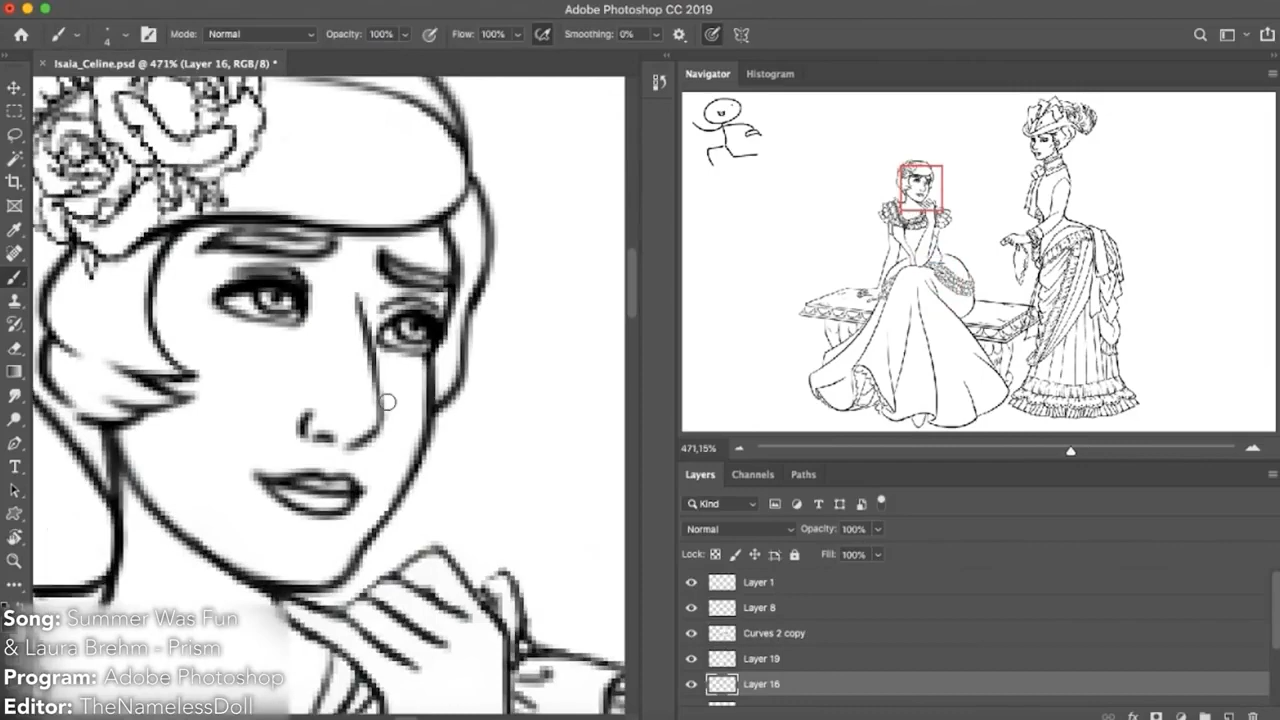 Adobe Photoshop CC 2019
4
Mode: Normal
Opacity: 100%
Flow: 100%
Smoothing: 0%
× Isaia_Celine.psd @ 471% (Layer 16, RGB/8) *
Navigator
Histogram
471,15%
Layers
Channels
Paths
Kind
Normal
Opacity: 100%
Lock:
Fill: 100%
Layer 1
Layer 8
Curves 2 copy
Layer 19
Layer 16
Song: Summer Was Fun
& Laura Brehm - Prism
Program: Adobe Photoshop
Editor: TheNamelessDoll